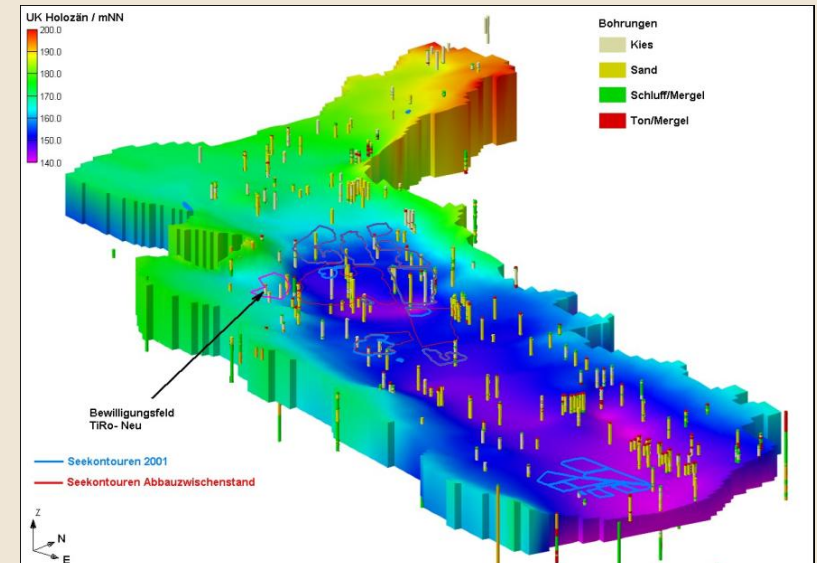 UK Holozän / mNN
200.0
190.0
180.0
170.0
160.0
150.0
140.0
Bohrungen
Kies
Sand
Schluff/Mergel
Ton/Mergel
Bewilligungsfeld
TiRo- Neu
Seekontouren 2001
Seekontouren Abbauzwischenstand
Z
N
E